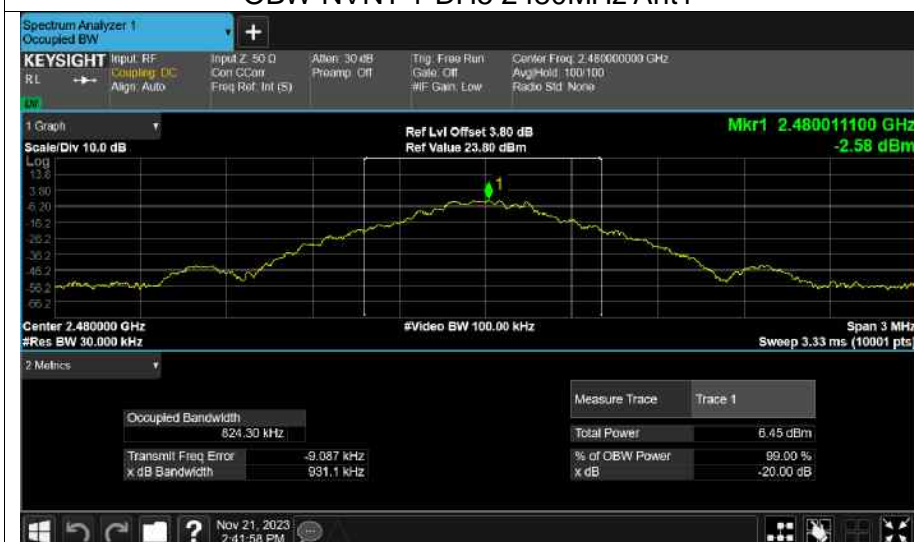 OBW NVNT 1-DH5 2480MHz Ant1
Spectrum Analyzer 1
Occupied BW
+
KEYSIGHT Input: RF
RL
Coupling: DC
Align: Auto
Input Z: 50 Ω
Corr CCorr
Freq Ref: Int (S)
Atten: 30 dB
Preamp: Off
Trig: Free Run
Gate: Off
#IF Gain: Low
Center Freq: 2.480000000 GHz
Avg|Hold: 100/100
Radio Std: None
1 Graph
Scale/Div 10.0 dB
Ref Lvl Offset 3.80 dB
Ref Value 23.80 dBm
Mkr1 2.480011100 GHz
-2.58 dBm
Log
13.8
3.80
-6.20
-16.2
-26.2
-36.2
-46.2
-56.2
-66.2
1
Center 2.480000 GHz
#Res BW 30.000 kHz
#Video BW 100.00 kHz
Span 3 MHz
Sweep 3.33 ms (10001 pts)
2 Metrics
Measure Trace Trace 1
Occupied Bandwidth
824.30 kHz
Total Power 6.45 dBm
Transmit Freq Error -9.087 kHz
% of OBW Power 99.00 %
x dB Bandwidth 931.1 kHz
x dB -20.00 dB
?
Nov 21, 2023
2:41:58 PM